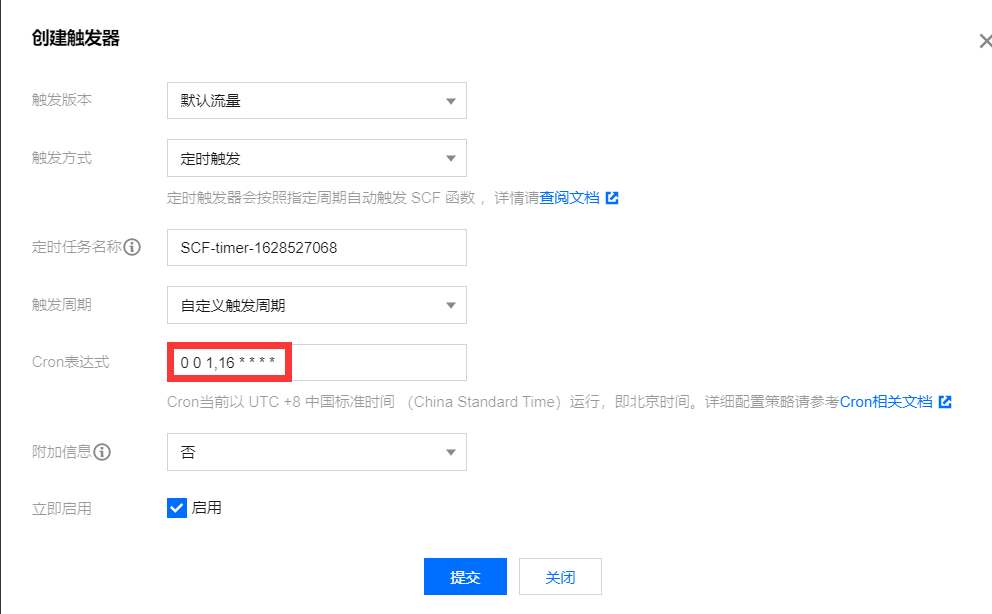 创建触发器
触发版本 默认流量
触发方式 定时触发
定时触发器会按照指定周期自动触发 SCF 函数 ，详情请查阅文档
定时任务名称 SCF-timer-1628527068
触发周期 自定义触发周期
Cron表达式 0 0 1,16 * * * *
Cron当前以 UTC +8 中国标准时间 （China Standard Time）运行，即北京时间。详细配置策略请参考Cron相关文档
附加信息 否
立即启用 启用
提交 关闭